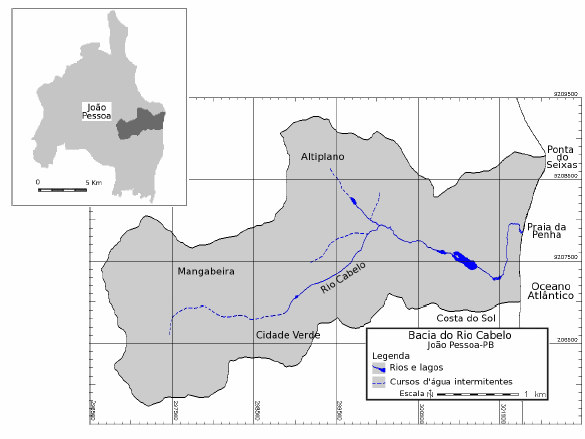 João
Pessoa
0 5 Km
9209500
Altiplano
Ponta
do
Seixas
9208500
Praia da
Penha
Mangabeira
9207500
Rio Cabelo
Oceano
Atlântico
Costa do Sol
Cidade Verde
9206500
Bacia do Rio Cabelo
João Pessoa-PB
Legenda
Rios e lagos
Cursos d'água intermitentes
Escala N 1 km